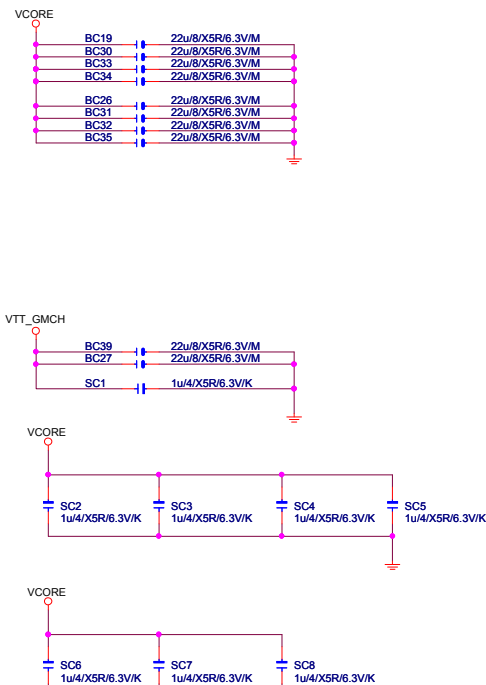 VCORE
BC19 22u/8/X5R/6.3V/M
BC30 22u/8/X5R/6.3V/M
BC33 22u/8/X5R/6.3V/M
BC34 22u/8/X5R/6.3V/M
BC26 22u/8/X5R/6.3V/M
BC31 22u/8/X5R/6.3V/M
BC32 22u/8/X5R/6.3V/M
BC35 22u/8/X5R/6.3V/M
VTT_GMCH
BC39 22u/8/X5R/6.3V/M
BC27 22u/8/X5R/6.3V/M
SC1 1u/4/X5R/6.3V/K
VCORE
SC2 SC3 SC4 SC5
1u/4/X5R/6.3V/K 1u/4/X5R/6.3V/K 1u/4/X5R/6.3V/K 1u/4/X5R/6.3V/K
VCORE
SC6 SC7 SC8
1u/4/X5R/6.3V/K 1u/4/X5R/6.3V/K 1u/4/X5R/6.3V/K